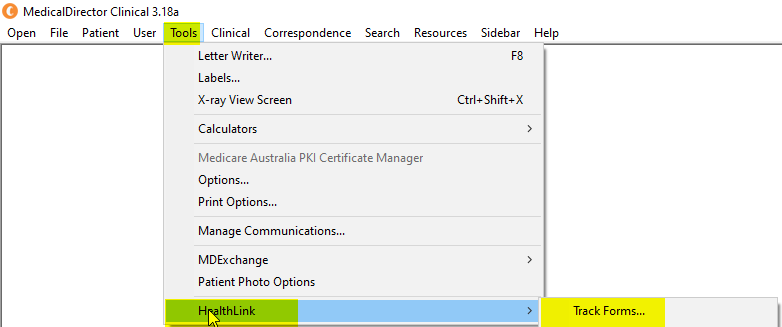 MedicalDirector Clinical 3.18a
Open File Patient User Tools Clinical Correspondence Search Resources Sidebar Help
Letter Writer... F8
Labels...
X-ray View Screen Ctrl+Shift+X
Calculators
Medicare Australia PKI Certificate Manager
Options...
Print Options...
Manage Communications...
MDExchange
Patient Photo Options
HealthLink Track Forms...